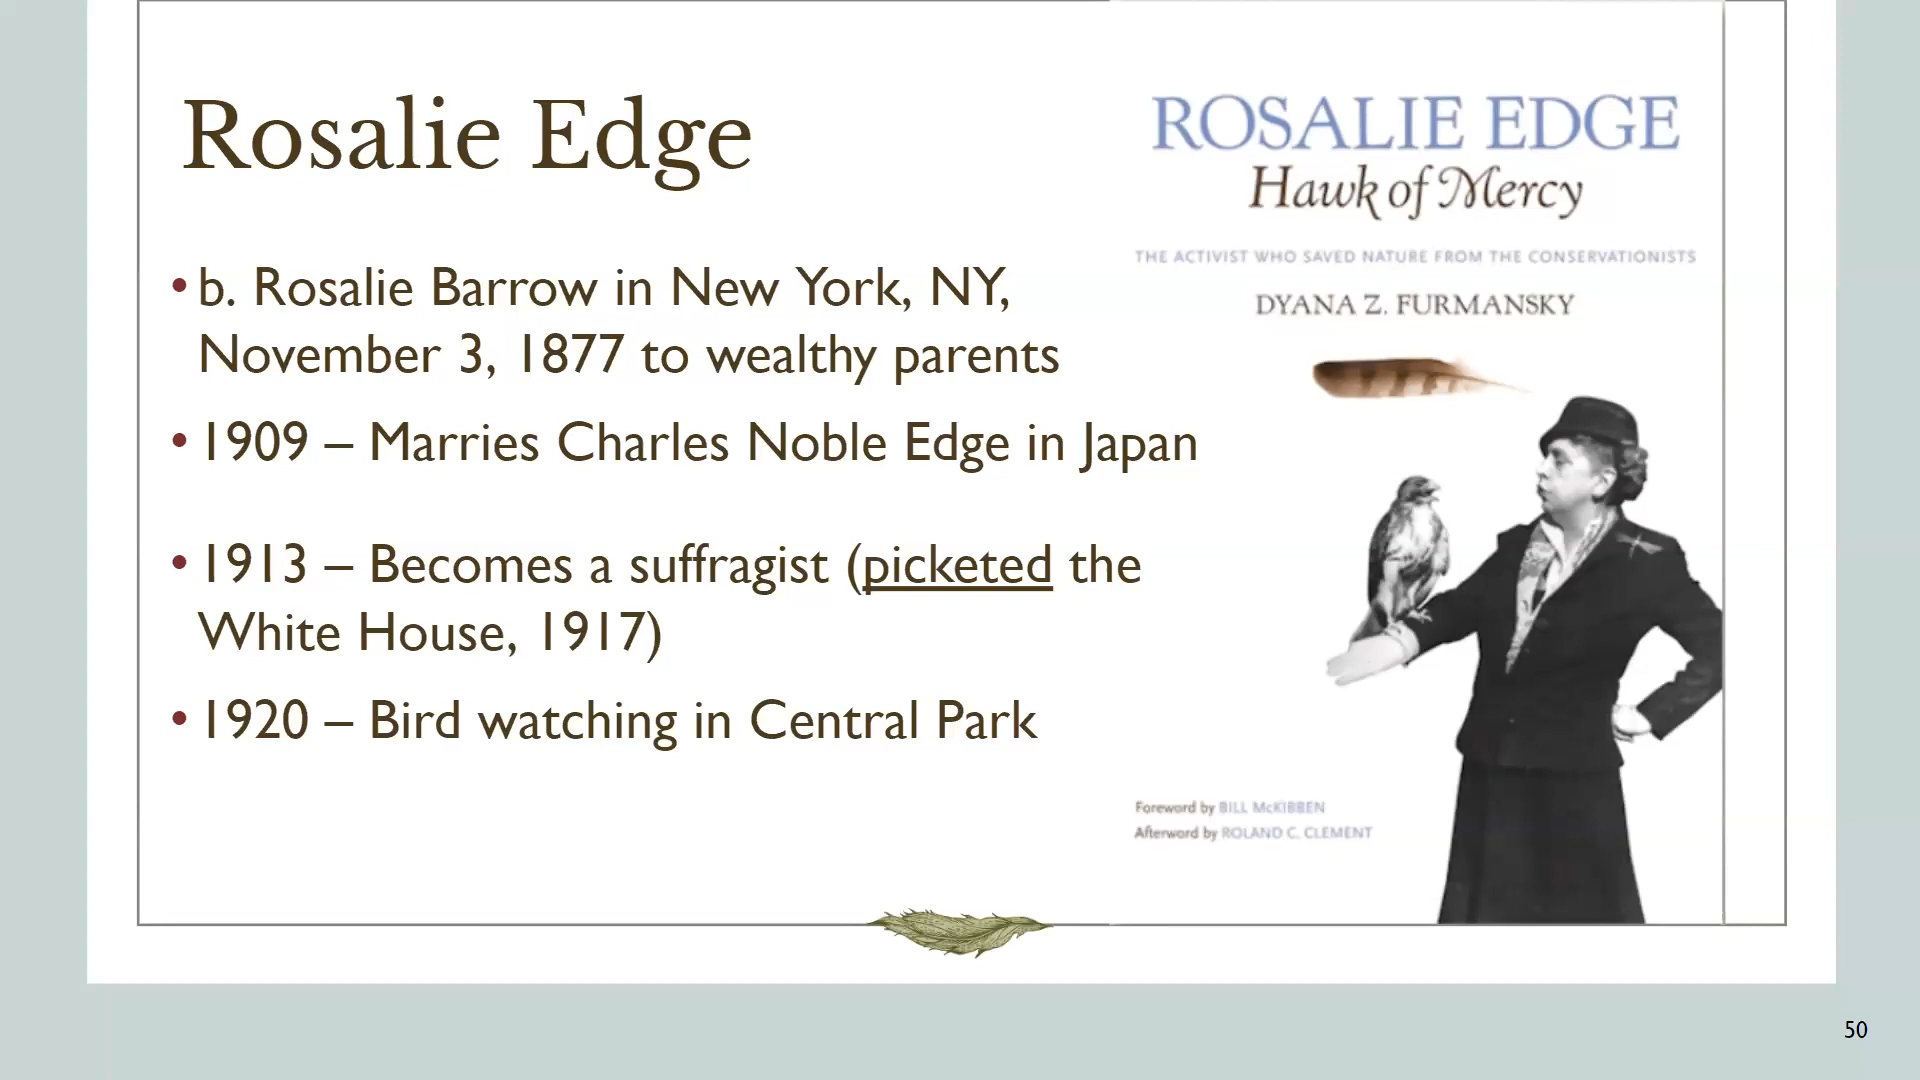 Rosalie Edge
• b. Rosalie Barrow in New York, NY,
November 3, 1877 to wealthy parents
• 1909 – Marries Charles Noble Edge in Japan
• 1913 – Becomes a suffragist (picketed the
White House, 1917)
• 1920 – Bird watching in Central Park
ROSALIE EDGE
Hawk of Mercy
THE ACTIVIST WHO SAVED NATURE FROM THE CONSERVATIONISTS
DYANA Z. FURMANSKY
Foreword by BILL McKIBBEN
Afterword by ROLAND C. CLEMENT
50